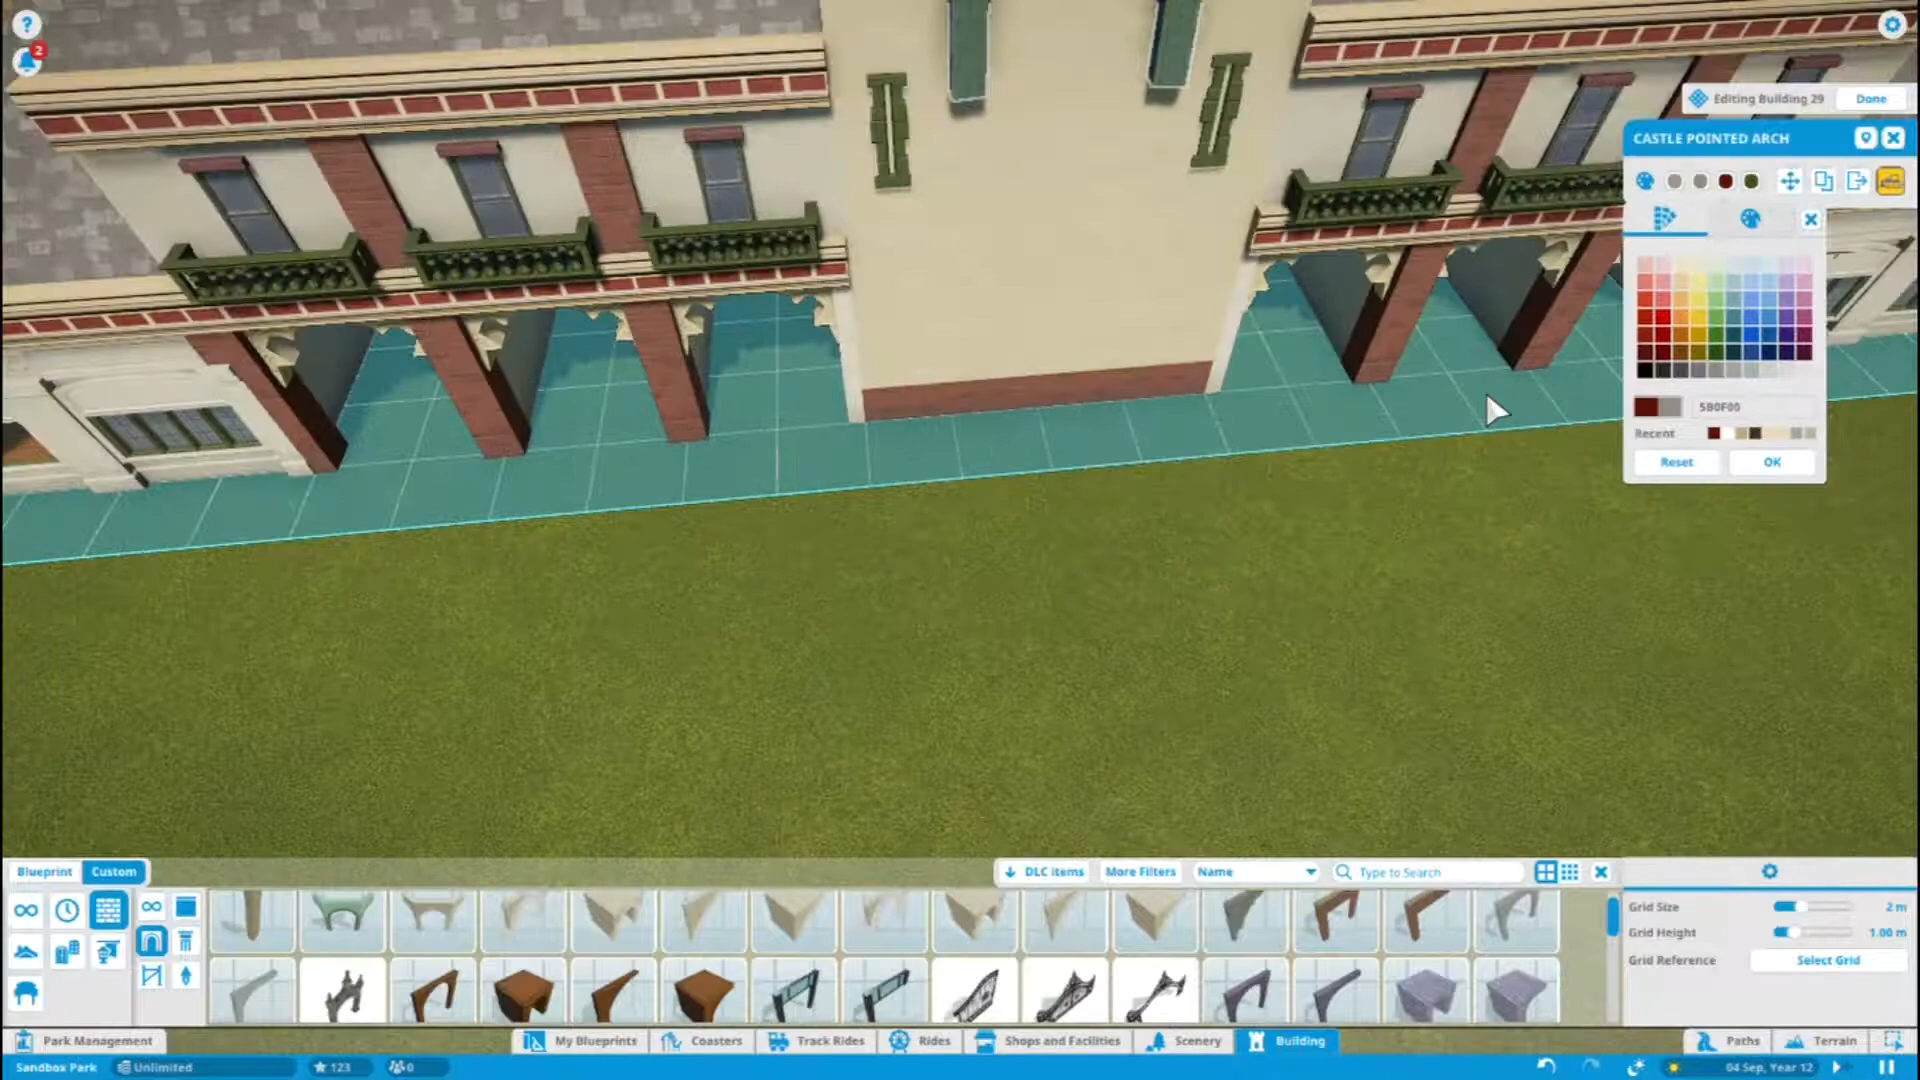 ?
2
Editing Building 29 Done
CASTLE POINTED ARCH
5B0F00
Recent
Reset OK
Blueprint Custom
DLC items More Filters Name Type to Search
Grid Size 2 m
Grid Height 1.00 m
Grid Reference Select Grid
Park Management My Blueprints Coasters Track Rides Rides Shops and Facilities Scenery Building Paths Terrain
Sandbox Park Unlimited 123 0 04 Sep, Year 12